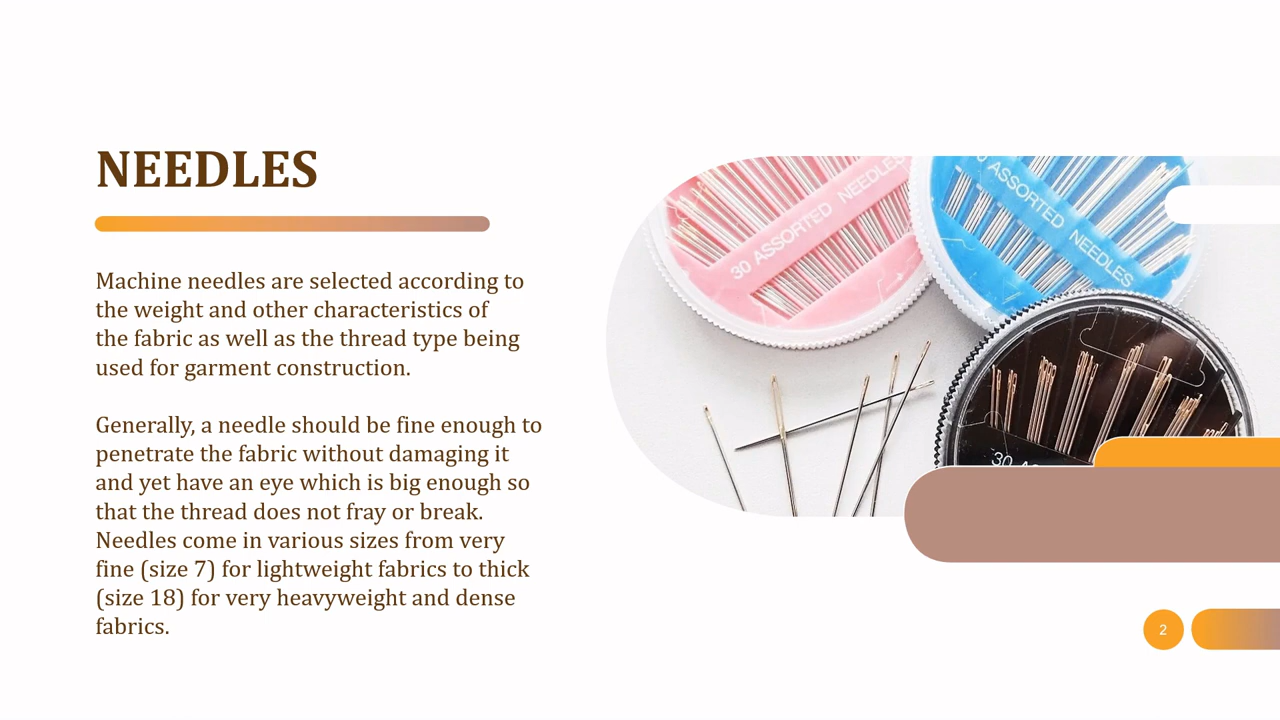 NEEDLES
Machine needles are selected according to
the weight and other characteristics of
the fabric as well as the thread type being
used for garment construction.
Generally, a needle should be fine enough to
penetrate the fabric without damaging it
and yet have an eye which is big enough so
that the thread does not fray or break.
Needles come in various sizes from very
fine (size 7) for lightweight fabrics to thick
(size 18) for very heavyweight and dense
fabrics.
30 ASSORTED NEEDLES
ASSORTED NEEDLES
30
2